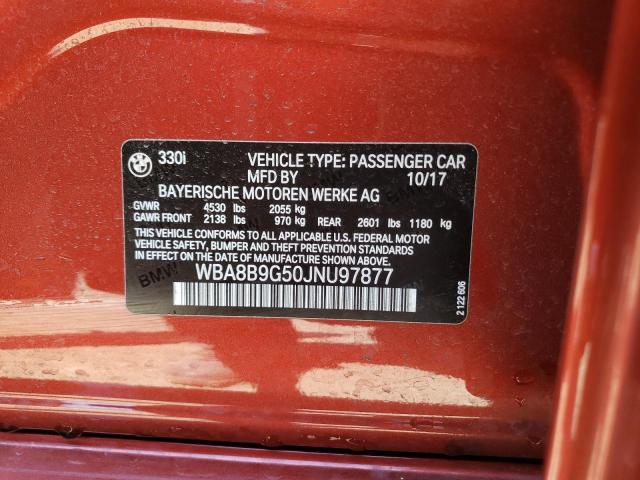 BMW 330i VEHICLE TYPE: PASSENGER CAR
MFD BY 10/17
BAYERISCHE MOTOREN WERKE AG
GVWR 4530 lbs 2055 kg
GAWR FRONT 2138 lbs 970 kg REAR 2601 lbs 1180 kg
THIS VEHICLE CONFORMS TO ALL APPLICABLE U.S. FEDERAL MOTOR
VEHICLE SAFETY, BUMPER AND THEFT PREVENTION STANDARDS
IN EFFECT ON THE DATE OF MANUFACTURE SHOWN ABOVE.
WBA8B9G50JNU97877
BMW
2 122 606